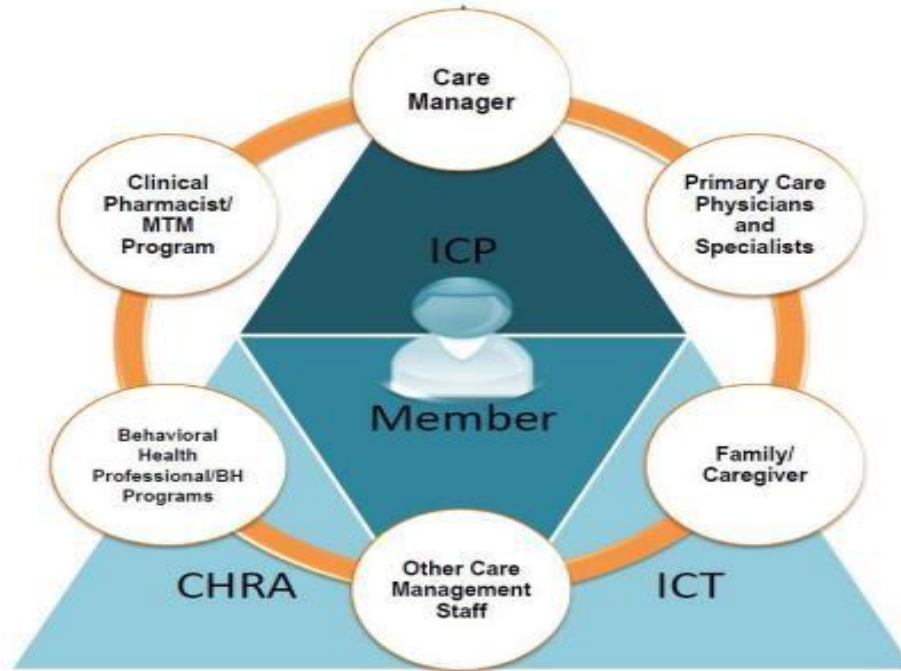 Care
Manager
Clinical
Pharmacist/
MTM
Program
Primary Care
Physicians
and
Specialists
ICP
Member
Behavioral
Health
Professional/BH
Programs
Family/
Caregiver
CHRA
Other Care
Management
Staff
ICT